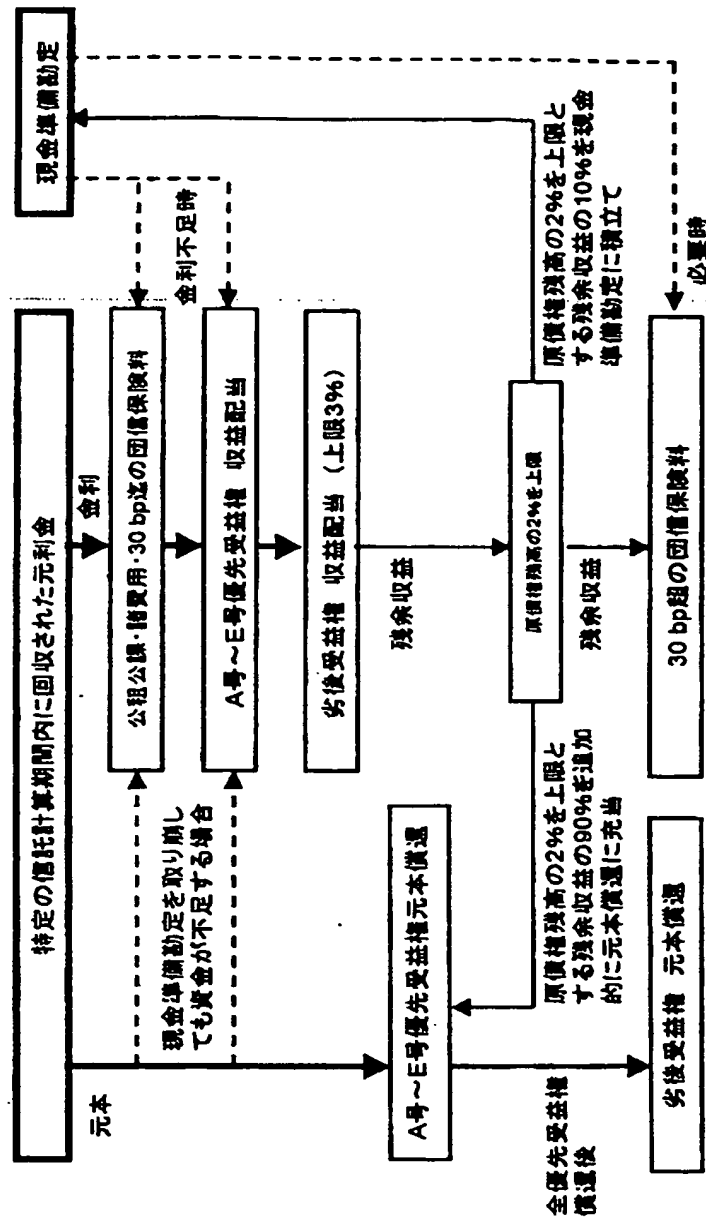 特定の信託計算期間内に回収された元利金
現金準備勘定
元本
金利
公租公課・諸費用・30 bp迄の団信保険料
金利不足時
現金準備勘定を取り崩し
ても資金が不足する場合
A号～E号優先受益権 収益配当
劣後受益権 収益配当 (上限3%)
残余収益
A号～E号優先受益権元本償還
原債権残高の2%を上限
原債権残高の2%を上限と
する残余収益の90%を追加
的に元本償還に充当
原債権残高の2%を上限と
する残余収益の10%を現金
準備勘定に積立て
全優先受益権
償還後
残余収益
劣後受益権 元本償還
30 bp超の団信保険料
必要時